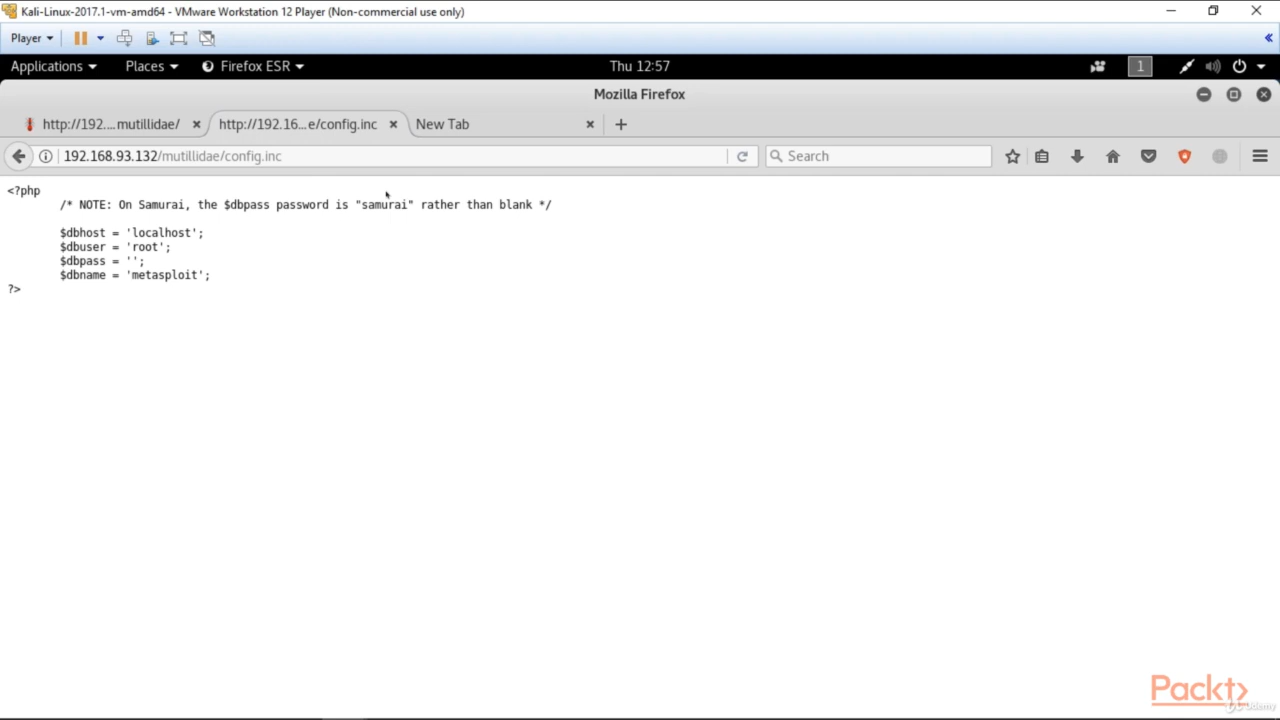 Kali-Linux-2017.1-vm-amd64 - VMware Workstation 12 Player (Non-commercial use only)
Player
Applications Places Firefox ESR Thu 12:57 1
Mozilla Firefox
http://192....mutillidae/ http://192.16...e/config.inc New Tab
192.168.93.132/mutillidae/config.inc Search
<?php
/* NOTE: On Samurai, the $dbpass password is "samurai" rather than blank */
$dbhost = 'localhost';
$dbuser = 'root';
$dbpass = '';
$dbname = 'metasploit';
?>
Packt
Udemy